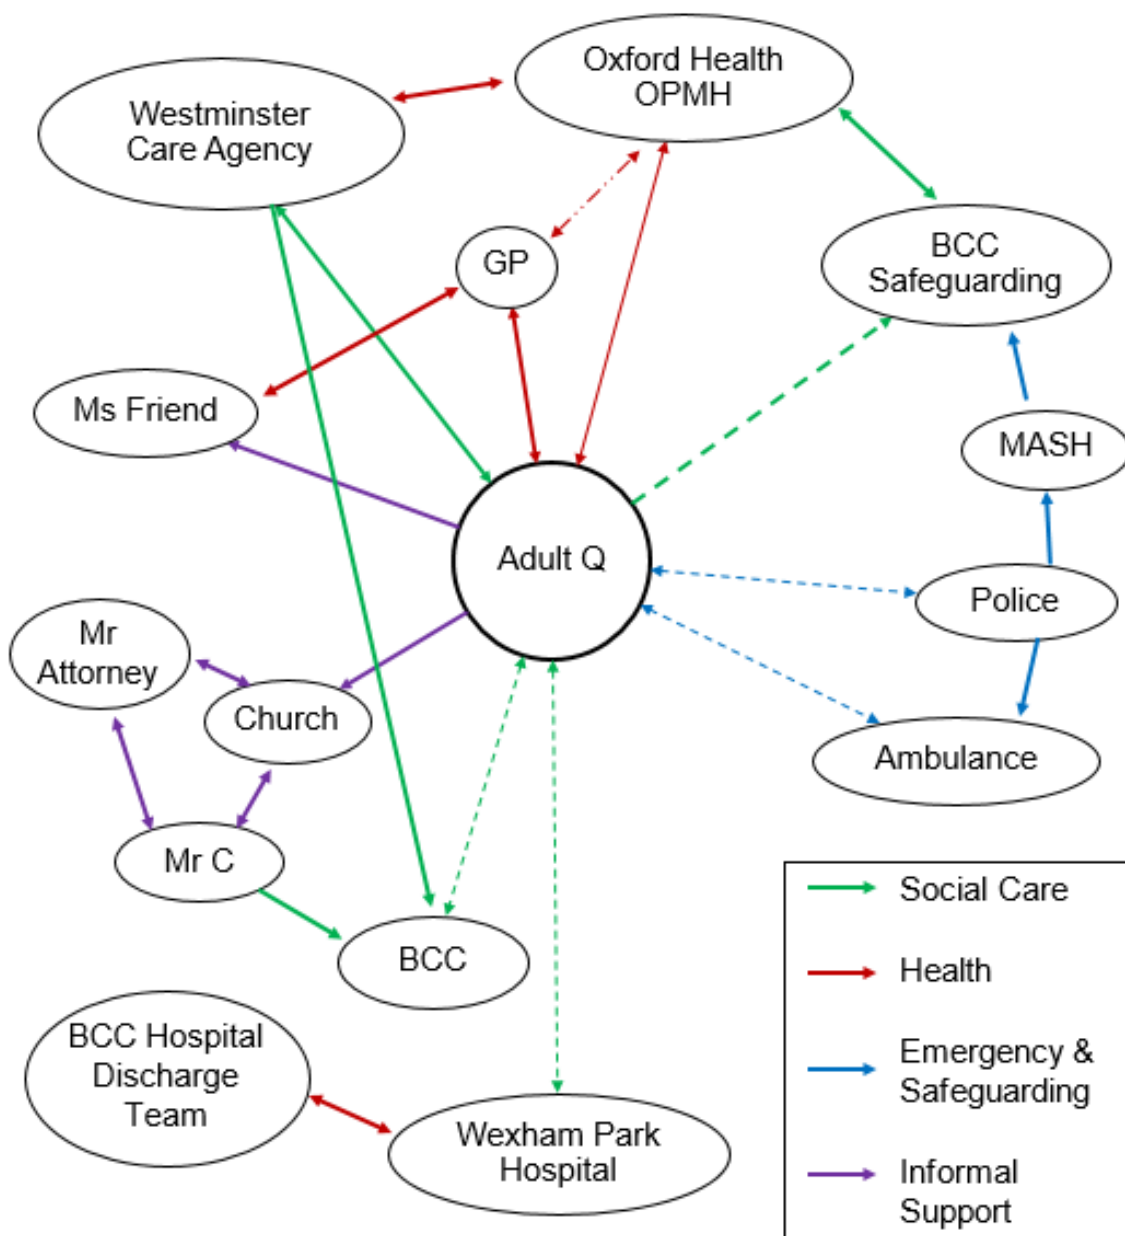 Oxford Health
OPMH
Westminster
Care Agency
BCC
Safeguarding
GP
Ms Friend
MASH
Adult Q
Police
Mr
Attorney
Church
Ambulance
Mr C
BCC
BCC Hospital
Discharge
Team
Wexham Park
Hospital
Social Care
Health
Emergency &
Safeguarding
Informal
Support